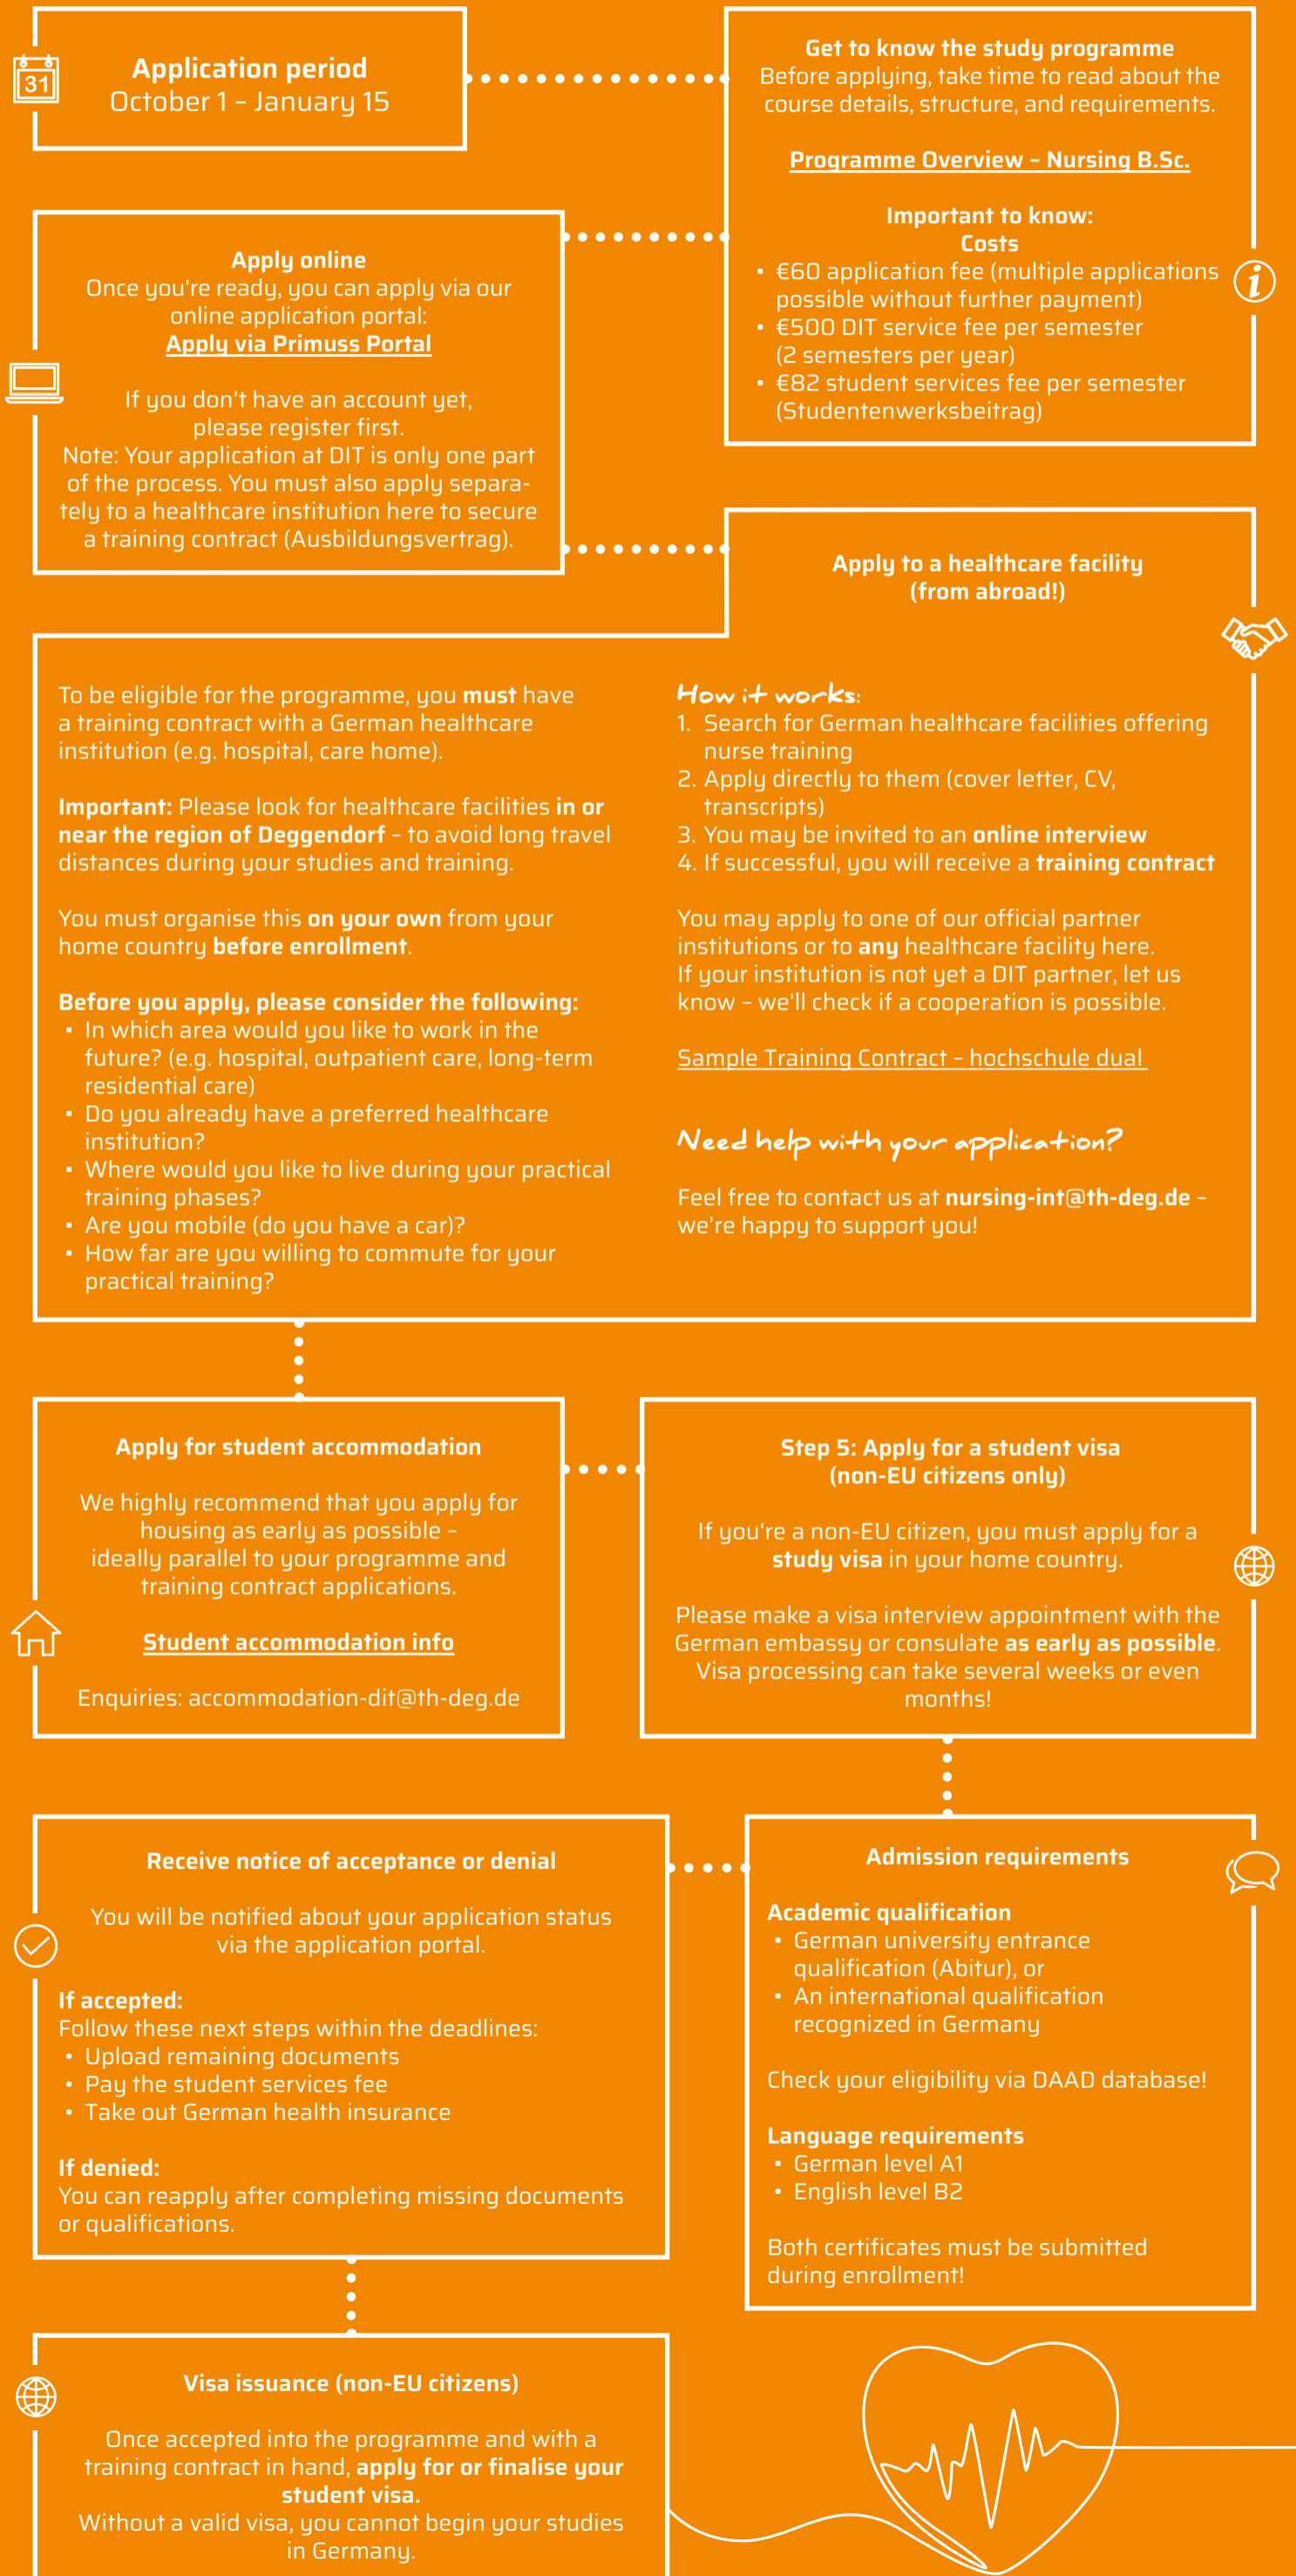 31
Application period
October 1 – January 15
Get to know the study programme
Before applying, take time to read about the
course details, structure, and requirements.
Programme Overview – Nursing B.Sc.
Important to know:
Costs
• €60 application fee (multiple applications
possible without further payment)
• €500 DIT service fee per semester
(2 semesters per year)
• €82 student services fee per semester
(Studentenwerksbeitrag)
i
Apply online
Once you‘re ready, you can apply via our
online application portal:
Apply via Primuss Portal
If you don’t have an account yet,
please register first.
Note: Your application at DIT is only one part
of the process. You must also apply separa-
tely to a healthcare institution here to secure
a training contract (Ausbildungsvertrag).
Apply to a healthcare facility
(from abroad!)
To be eligible for the programme, you must have
a training contract with a German healthcare
institution (e.g. hospital, care home).
Important: Please look for healthcare facilities in or
near the region of Deggendorf – to avoid long travel
distances during your studies and training.
You must organise this on your own from your
home country before enrollment.
Before you apply, please consider the following:
• In which area would you like to work in the
future? (e.g. hospital, outpatient care, long-term
residential care)
• Do you already have a preferred healthcare
institution?
• Where would you like to live during your practical
training phases?
• Are you mobile (do you have a car)?
• How far are you willing to commute for your
practical training?
How it works:
1. Search for German healthcare facilities offering
nurse training
2. Apply directly to them (cover letter, CV,
transcripts)
3. You may be invited to an online interview
4. If successful, you will receive a training contract
You may apply to one of our official partner
institutions or to any healthcare facility here.
If your institution is not yet a DIT partner, let us
know – we’ll check if a cooperation is possible.
Sample Training Contract – hochschule dual
Need help with your application?
Feel free to contact us at nursing-int@th-deg.de –
we’re happy to support you!
Apply for student accommodation
We highly recommend that you apply for
housing as early as possible –
ideally parallel to your programme and
training contract applications.
Student accommodation info
Enquiries: accommodation-dit@th-deg.de
Step 5: Apply for a student visa
(non-EU citizens only)
If you‘re a non-EU citizen, you must apply for a
study visa in your home country.
Please make a visa interview appointment with the
German embassy or consulate as early as possible.
Visa processing can take several weeks or even
months!
Receive notice of acceptance or denial
You will be notified about your application status
via the application portal.
If accepted:
Follow these next steps within the deadlines:
• Upload remaining documents
• Pay the student services fee
• Take out German health insurance
If denied:
You can reapply after completing missing documents
or qualifications.
Admission requirements
Academic qualification
• German university entrance
qualification (Abitur), or
• An international qualification
recognized in Germany
Check your eligibility via DAAD database!
Language requirements
• German level A1
• English level B2
Both certificates must be submitted
during enrollment!
Visa issuance (non-EU citizens)
Once accepted into the programme and with a
training contract in hand, apply for or finalise your
student visa.
Without a valid visa, you cannot begin your studies
in Germany.